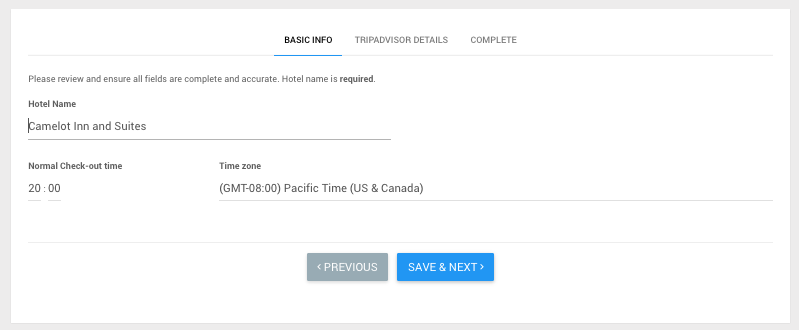 BASIC INFO TRIPADVISOR DETAILS COMPLETE
Please review and ensure all fields are complete and accurate. Hotel name is required.
Hotel Name
Camelot Inn and Suites
Normal Check-out time Time zone
20 : 00 (GMT-08:00) Pacific Time (US & Canada)
‹ PREVIOUS SAVE & NEXT ›